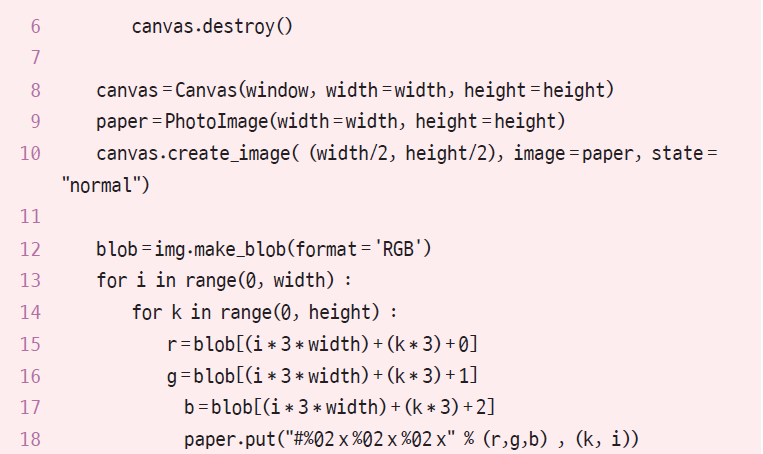 6 canvas.destroy()
7
8 canvas=Canvas(window, width=width, height=height)
9 paper=PhotoImage(width=width, height=height)
10 canvas.create_image( (width/2, height/2), image=paper, state=
"normal")
11
12 blob=img.make_blob(format='RGB')
13 for i in range(0, width) :
14 for k in range(0, height) :
15 r=blob[(i*3*width)+(k*3)+0]
16 g=blob[(i*3*width)+(k*3)+1]
17 b=blob[(i*3*width)+(k*3)+2]
18 paper.put("#%02x%02x%02x" % (r,g,b) , (k, i))